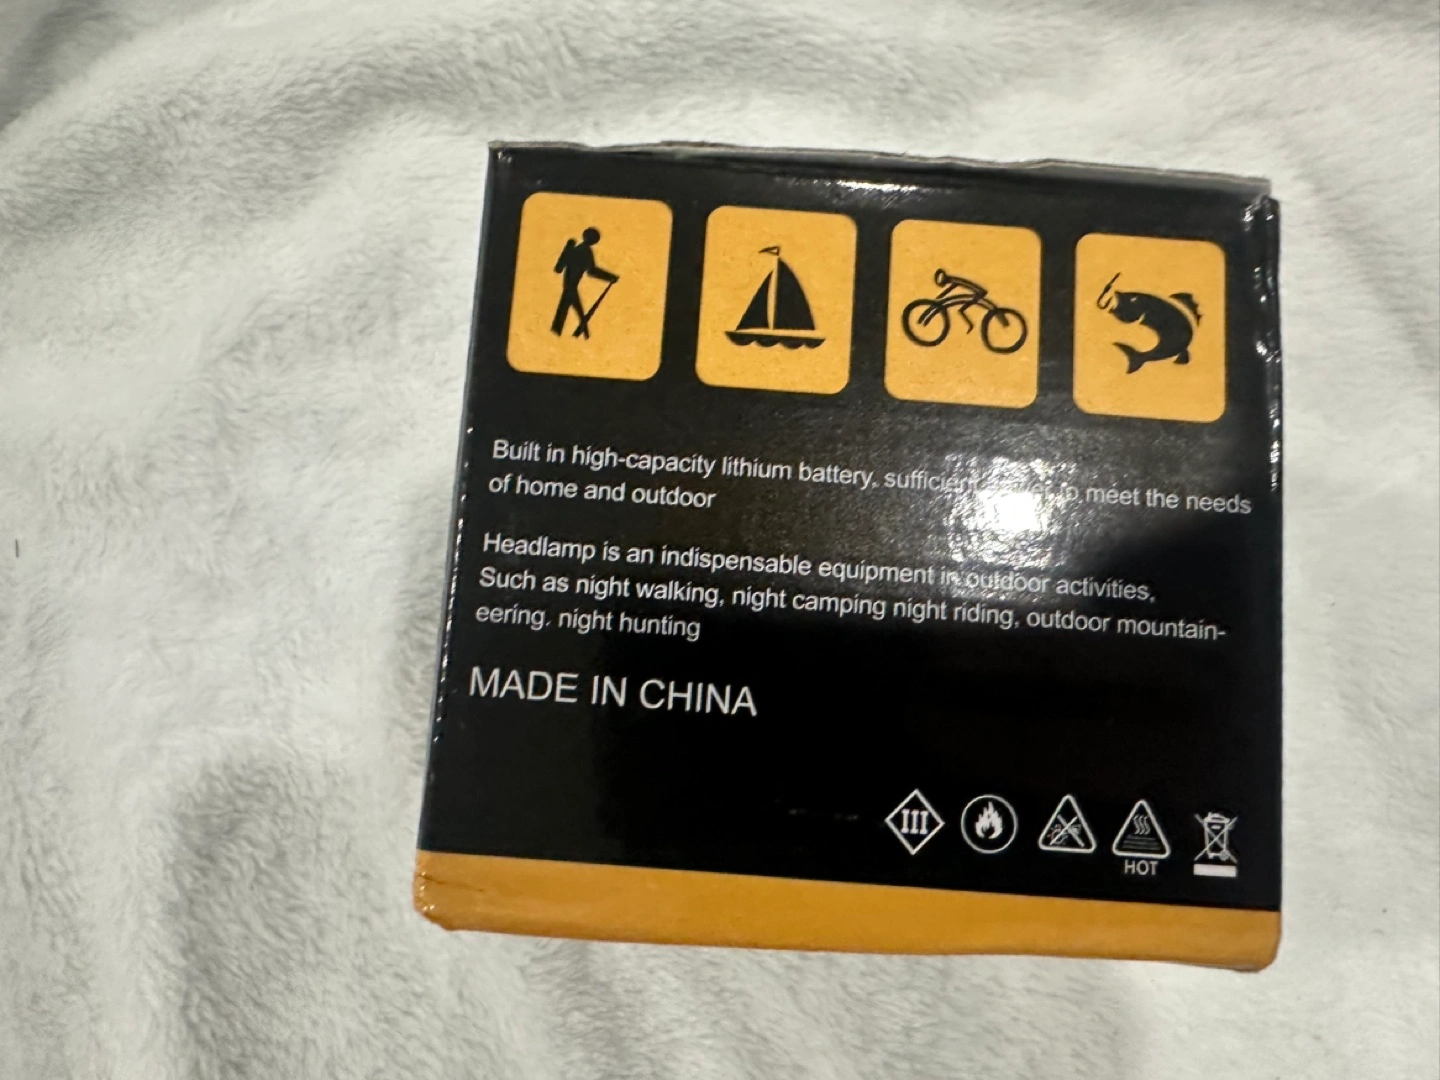 Built in high-capacity lithium battery, sufficient meet the needs
of home and outdoor
Headlamp is an indispensable equipment in outdoor activities,
Such as night walking, night camping night riding, outdoor mountain-
eering. night hunting
MADE IN CHINA
III
HOT